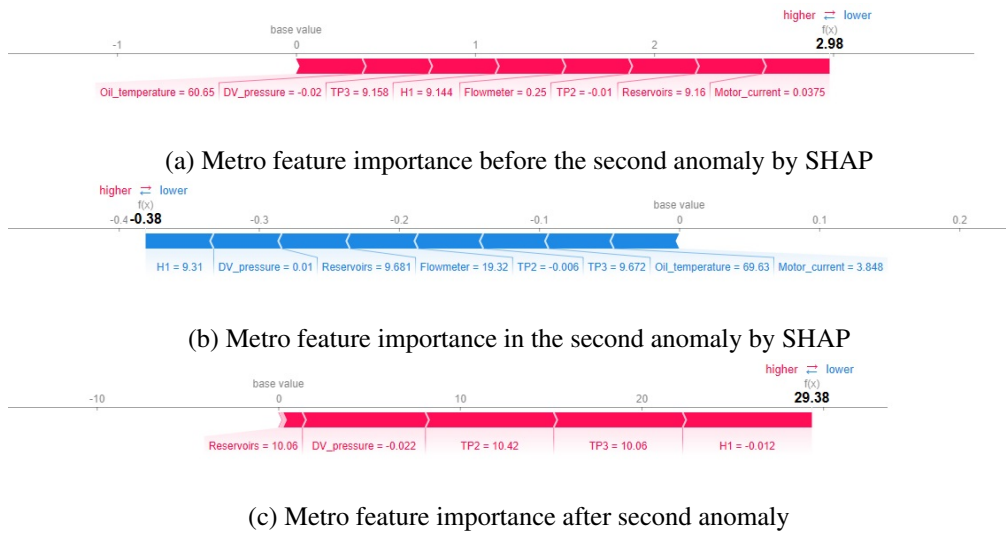 higher ⇄ lower
base value f(x)
-1 0 1 2 2.98
Oil_temperature = 60.65 DV_pressure = -0.02 TP3 = 9.158 H1 = 9.144 Flowmeter = 0.25 TP2 = -0.01 Reservoirs = 9.16 Motor_current = 0.0375
(a) Metro feature importance before the second anomaly by SHAP
higher ⇄ lower
f(x) base value
-0.4 -0.38 -0.3 -0.2 -0.1 0 0.1 0.2
H1 = 9.31 DV_pressure = 0.01 Reservoirs = 9.681 Flowmeter = 19.32 TP2 = -0.006 TP3 = 9.672 Oil_temperature = 69.63 Motor_current = 3.848
(b) Metro feature importance in the second anomaly by SHAP
higher ⇄ lower
base value f(x)
-10 0 10 20 29.38
Reservoirs = 10.06 DV_pressure = -0.022 TP2 = 10.42 TP3 = 10.06 H1 = -0.012
(c) Metro feature importance after second anomaly